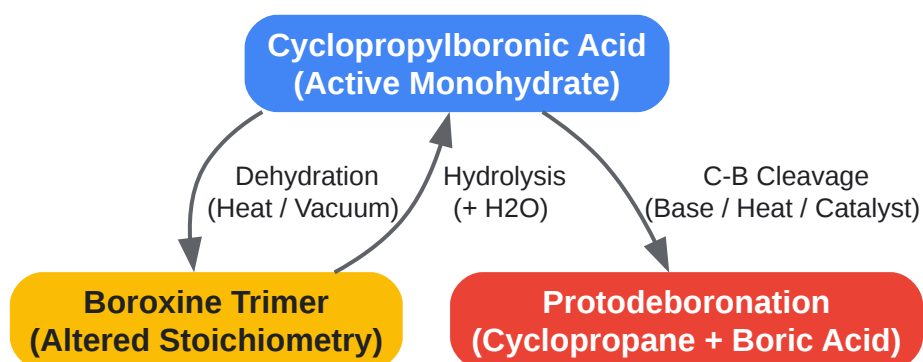 Cyclopropylboronic Acid
(Active Monohydrate)
Dehydration
(Heat / Vacuum)
Hydrolysis
(+ H2O)
C-B Cleavage
(Base / Heat / Catalyst)
Boroxine Trimer
(Altered Stoichiometry)
Protodeboronation
(Cyclopropane + Boric Acid)